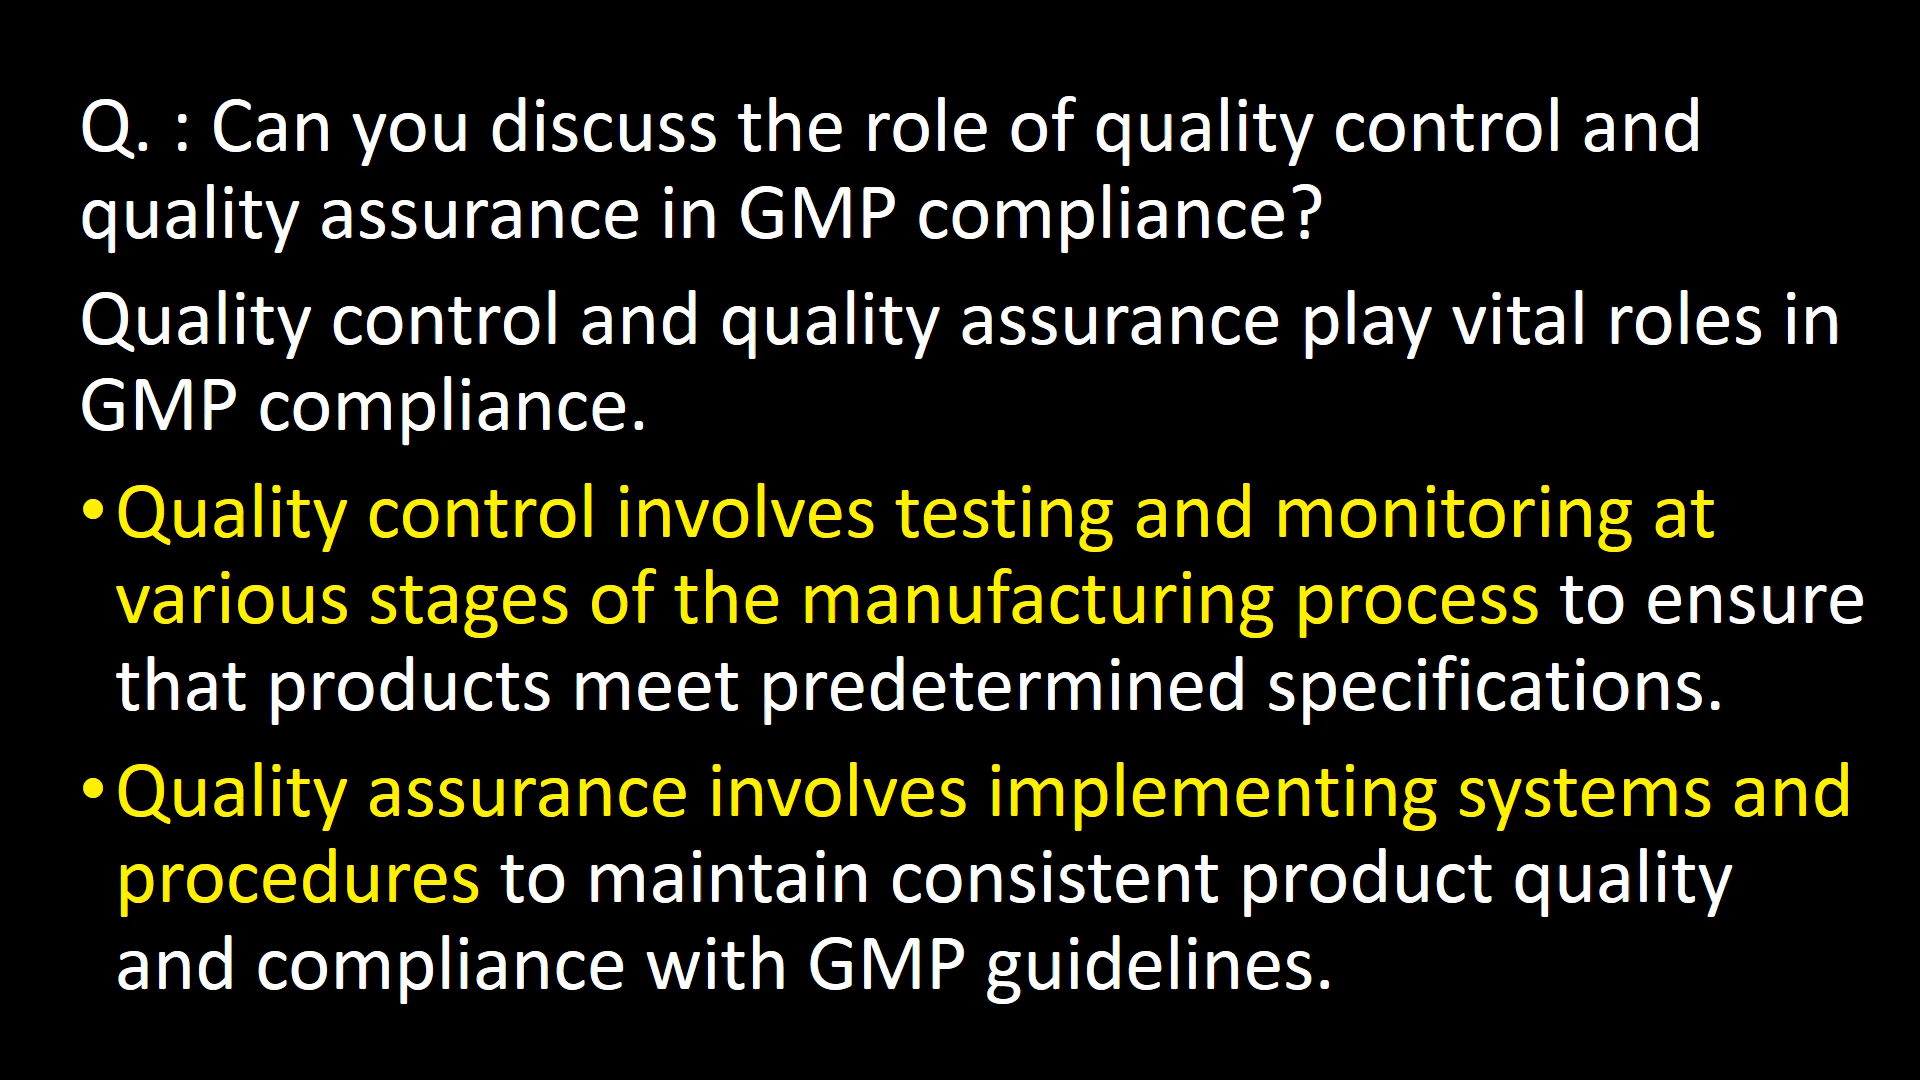 Q. : Can you discuss the role of quality control and
quality assurance in GMP compliance?
Quality control and quality assurance play vital roles in
GMP compliance.
•Quality control involves testing and monitoring at
various stages of the manufacturing process to ensure
that products meet predetermined specifications.
•Quality assurance involves implementing systems and
procedures to maintain consistent product quality
and compliance with GMP guidelines.